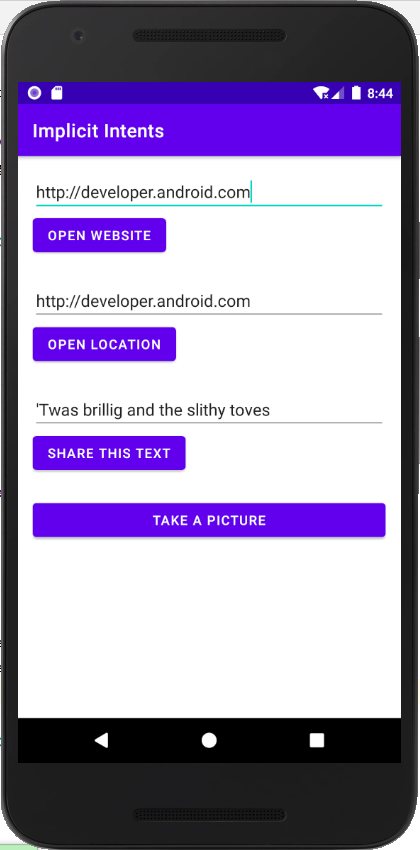 8:44
Implicit Intents
http://developer.android.com
OPEN WEBSITE
http://developer.android.com
OPEN LOCATION
'Twas brillig and the slithy toves
SHARE THIS TEXT
TAKE A PICTURE